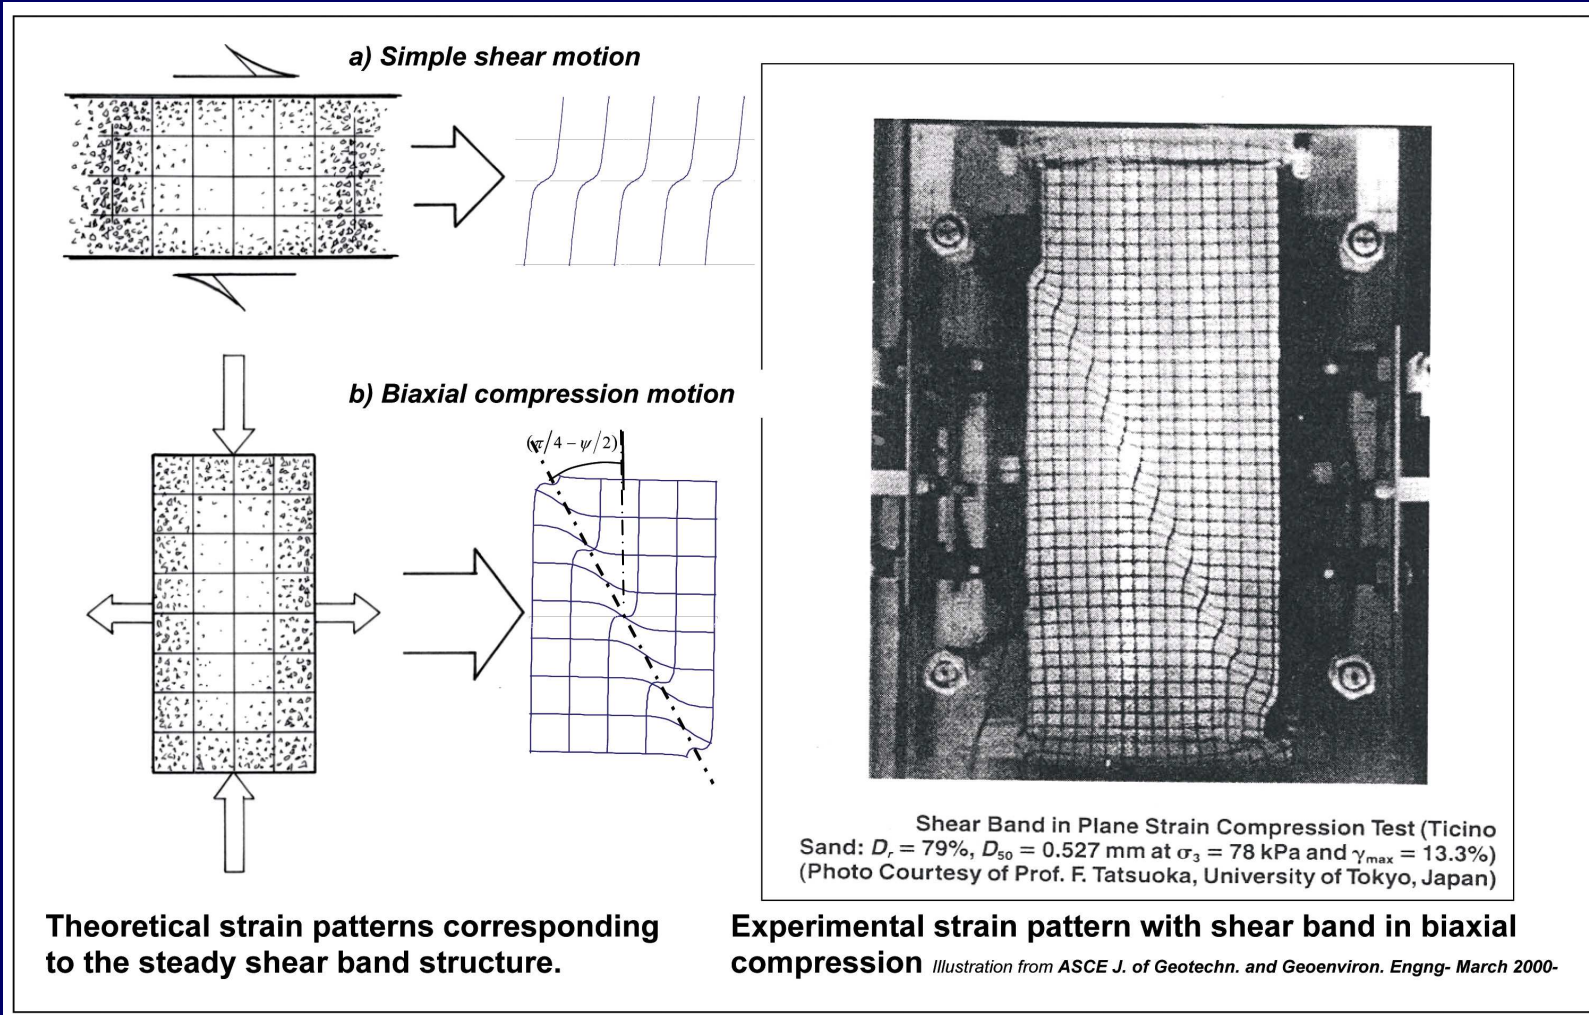 a) Simple shear motion
b) Biaxial compression motion
(π/4 − ψ/2)
Shear Band in Plane Strain Compression Test (Ticino
Sand: Dr = 79%, D50 = 0.527 mm at σ3 = 78 kPa and γmax = 13.3%)
(Photo Courtesy of Prof. F. Tatsuoka, University of Tokyo, Japan)
Theoretical strain patterns corresponding
to the steady shear band structure.
Experimental strain pattern with shear band in biaxial
compression Illustration from ASCE J. of Geotechn. and Geoenviron. Engng- March 2000-